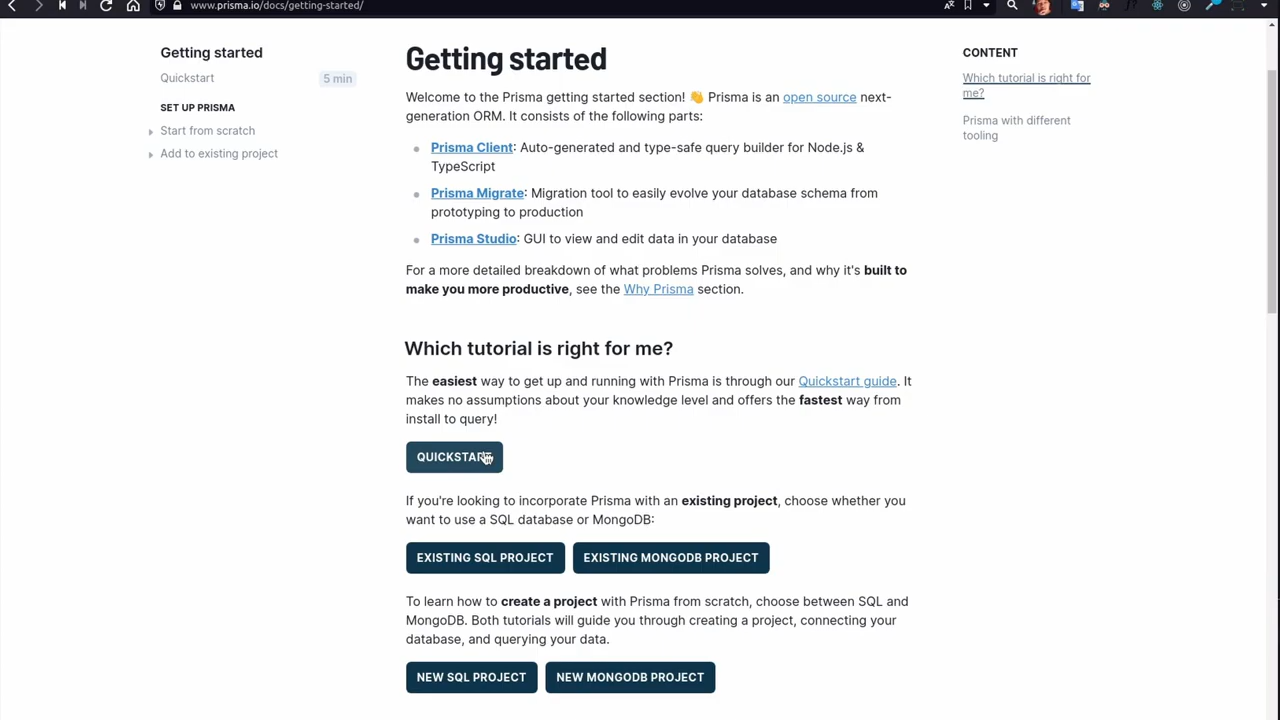 www.prisma.io/docs/getting-started/
Getting started
Quickstart
5 min
SET UP PRISMA
Start from scratch
Add to existing project
Getting started
Welcome to the Prisma getting started section! 👋 Prisma is an open source next-
generation ORM. It consists of the following parts:
Prisma Client: Auto-generated and type-safe query builder for Node.js &
TypeScript
Prisma Migrate: Migration tool to easily evolve your database schema from
prototyping to production
Prisma Studio: GUI to view and edit data in your database
For a more detailed breakdown of what problems Prisma solves, and why it's built to
make you more productive, see the Why Prisma section.
Which tutorial is right for me?
The easiest way to get up and running with Prisma is through our Quickstart guide. It
makes no assumptions about your knowledge level and offers the fastest way from
install to query!
QUICKSTART
If you're looking to incorporate Prisma with an existing project, choose whether you
want to use a SQL database or MongoDB:
EXISTING SQL PROJECT
EXISTING MONGODB PROJECT
To learn how to create a project with Prisma from scratch, choose between SQL and
MongoDB. Both tutorials will guide you through creating a project, connecting your
database, and querying your data.
NEW SQL PROJECT
NEW MONGODB PROJECT
CONTENT
Which tutorial is right for
me?
Prisma with different
tooling